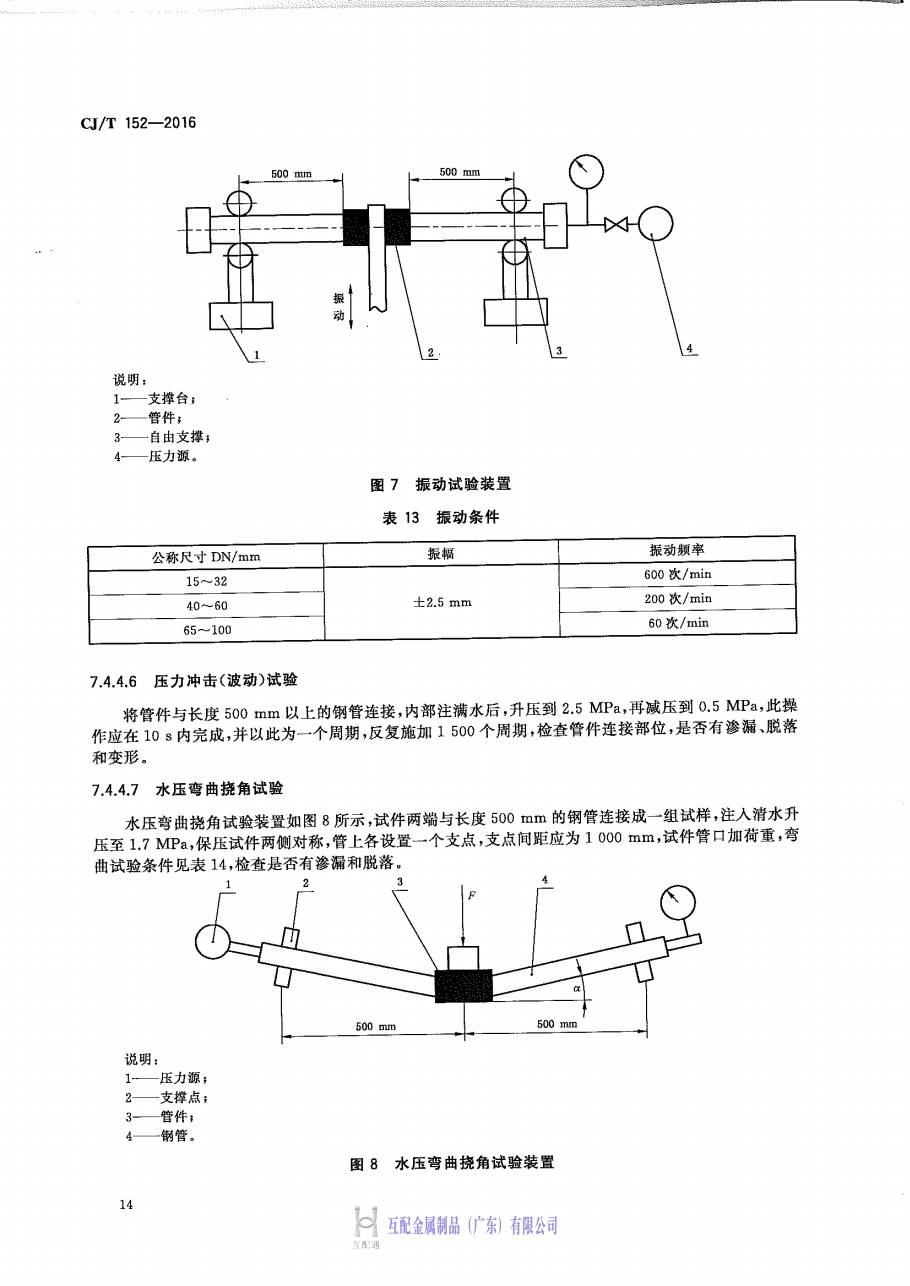 CJ/T 152—2016
500 mm
500 mm
振
动
1
2
3
4
说明：
1——支撑台；
2——管件；
3——自由支撑；
4——压力源。
图 7 振动试验装置
表 13 振动条件
公称尺寸 DN/mm 振幅 振动频率
15～32 600 次/min
40～60 ±2.5 mm 200 次/min
65～100 60 次/min
7.4.4.6 压力冲击(波动)试验
将管件与长度 500 mm 以上的钢管连接,内部注满水后,升压到 2.5 MPa,再减压到 0.5 MPa,此操
作应在 10 s 内完成,并以此为一个周期,反复施加 1 500 个周期,检查管件连接部位,是否有渗漏、脱落
和变形。
7.4.4.7 水压弯曲挠角试验
水压弯曲挠角试验装置如图 8 所示,试件两端与长度 500 mm 的钢管连接成一组试样,注入清水升
压至 1.7 MPa,保压试件两侧对称,管上各设置一个支点,支点间距应为 1 000 mm,试件管口加荷重,弯
曲试验条件见表 14,检查是否有渗漏和脱落。
1
2
3
4
F
α
500 mm
500 mm
说明：
1——压力源；
2——支撑点；
3——管件；
4——钢管。
图 8 水压弯曲挠角试验装置
14
互配金属制品（广东）有限公司
互配通